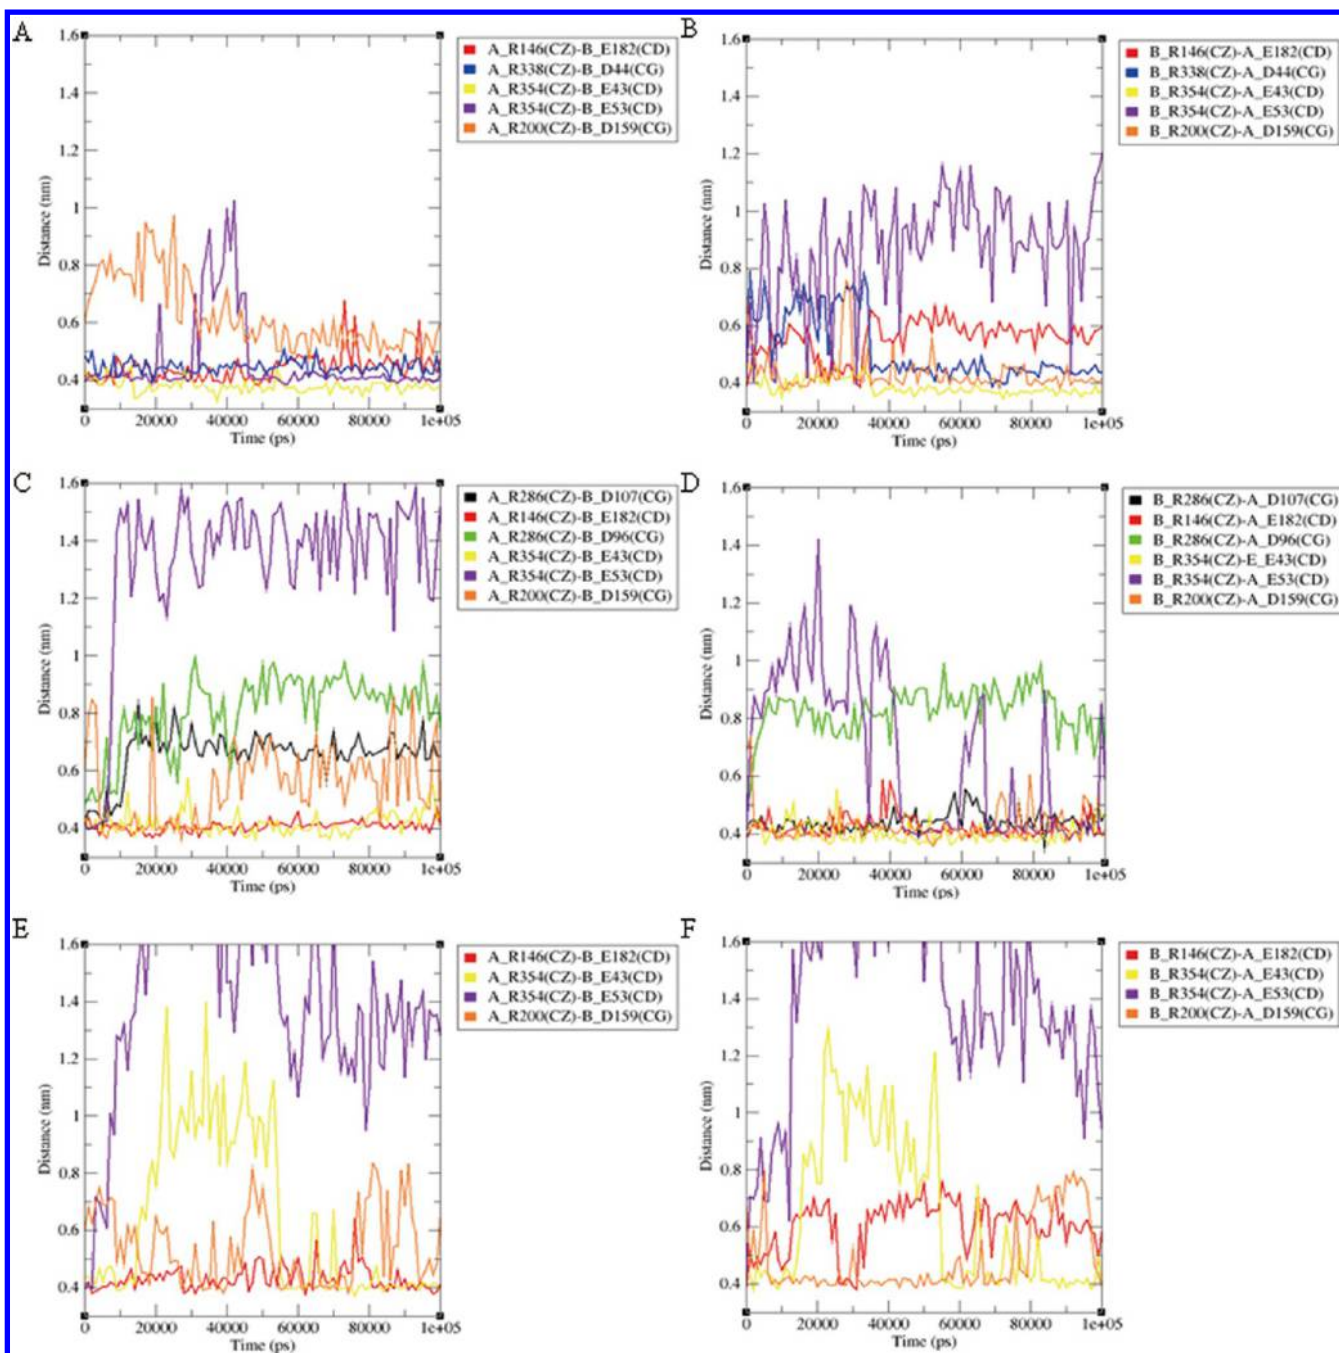 A
1.6
1.4
1.2
1
0.8
0.6
0.4
Distance (nm)
0
20000
40000
60000
80000
1e+05
Time (ps)
A_R146(CZ)-B_E182(CD)
A_R338(CZ)-B_D44(CG)
A_R354(CZ)-B_E43(CD)
A_R354(CZ)-B_E53(CD)
A_R200(CZ)-B_D159(CG)
B
1.6
1.4
1.2
1
0.8
0.6
0.4
Distance (nm)
0
20000
40000
60000
80000
1e+05
Time (ps)
B_R146(CZ)-A_E182(CD)
B_R338(CZ)-A_D44(CG)
B_R354(CZ)-A_E43(CD)
B_R354(CZ)-A_E53(CD)
B_R200(CZ)-A_D159(CG)
C
1.6
1.4
1.2
1
0.8
0.6
0.4
Distance (nm)
0
20000
40000
60000
80000
1e+05
Time (ps)
A_R286(CZ)-B_D107(CG)
A_R146(CZ)-B_E182(CD)
A_R286(CZ)-B_D96(CG)
A_R354(CZ)-B_E43(CD)
A_R354(CZ)-B_E53(CD)
A_R200(CZ)-B_D159(CG)
D
1.6
1.4
1.2
1
0.8
0.6
0.4
Distance (nm)
0
20000
40000
60000
80000
1e+05
Time (ps)
B_R286(CZ)-A_D107(CG)
B_R146(CZ)-A_E182(CD)
B_R286(CZ)-A_D96(CG)
B_R354(CZ)-E_E43(CD)
B_R354(CZ)-A_E53(CD)
B_R200(CZ)-A_D159(CG)
E
1.6
1.4
1.2
1
0.8
0.6
0.4
Distance (nm)
0
20000
40000
60000
80000
1e+05
Time (ps)
A_R146(CZ)-B_E182(CD)
A_R354(CZ)-B_E43(CD)
A_R354(CZ)-B_E53(CD)
A_R200(CZ)-B_D159(CG)
F
1.6
1.4
1.2
1
0.8
0.6
0.4
Distance (nm)
0
20000
40000
60000
80000
1e+05
Time (ps)
B_R146(CZ)-A_E182(CD)
B_R354(CZ)-A_E43(CD)
B_R354(CZ)-A_E53(CD)
B_R200(CZ)-A_D159(CG)